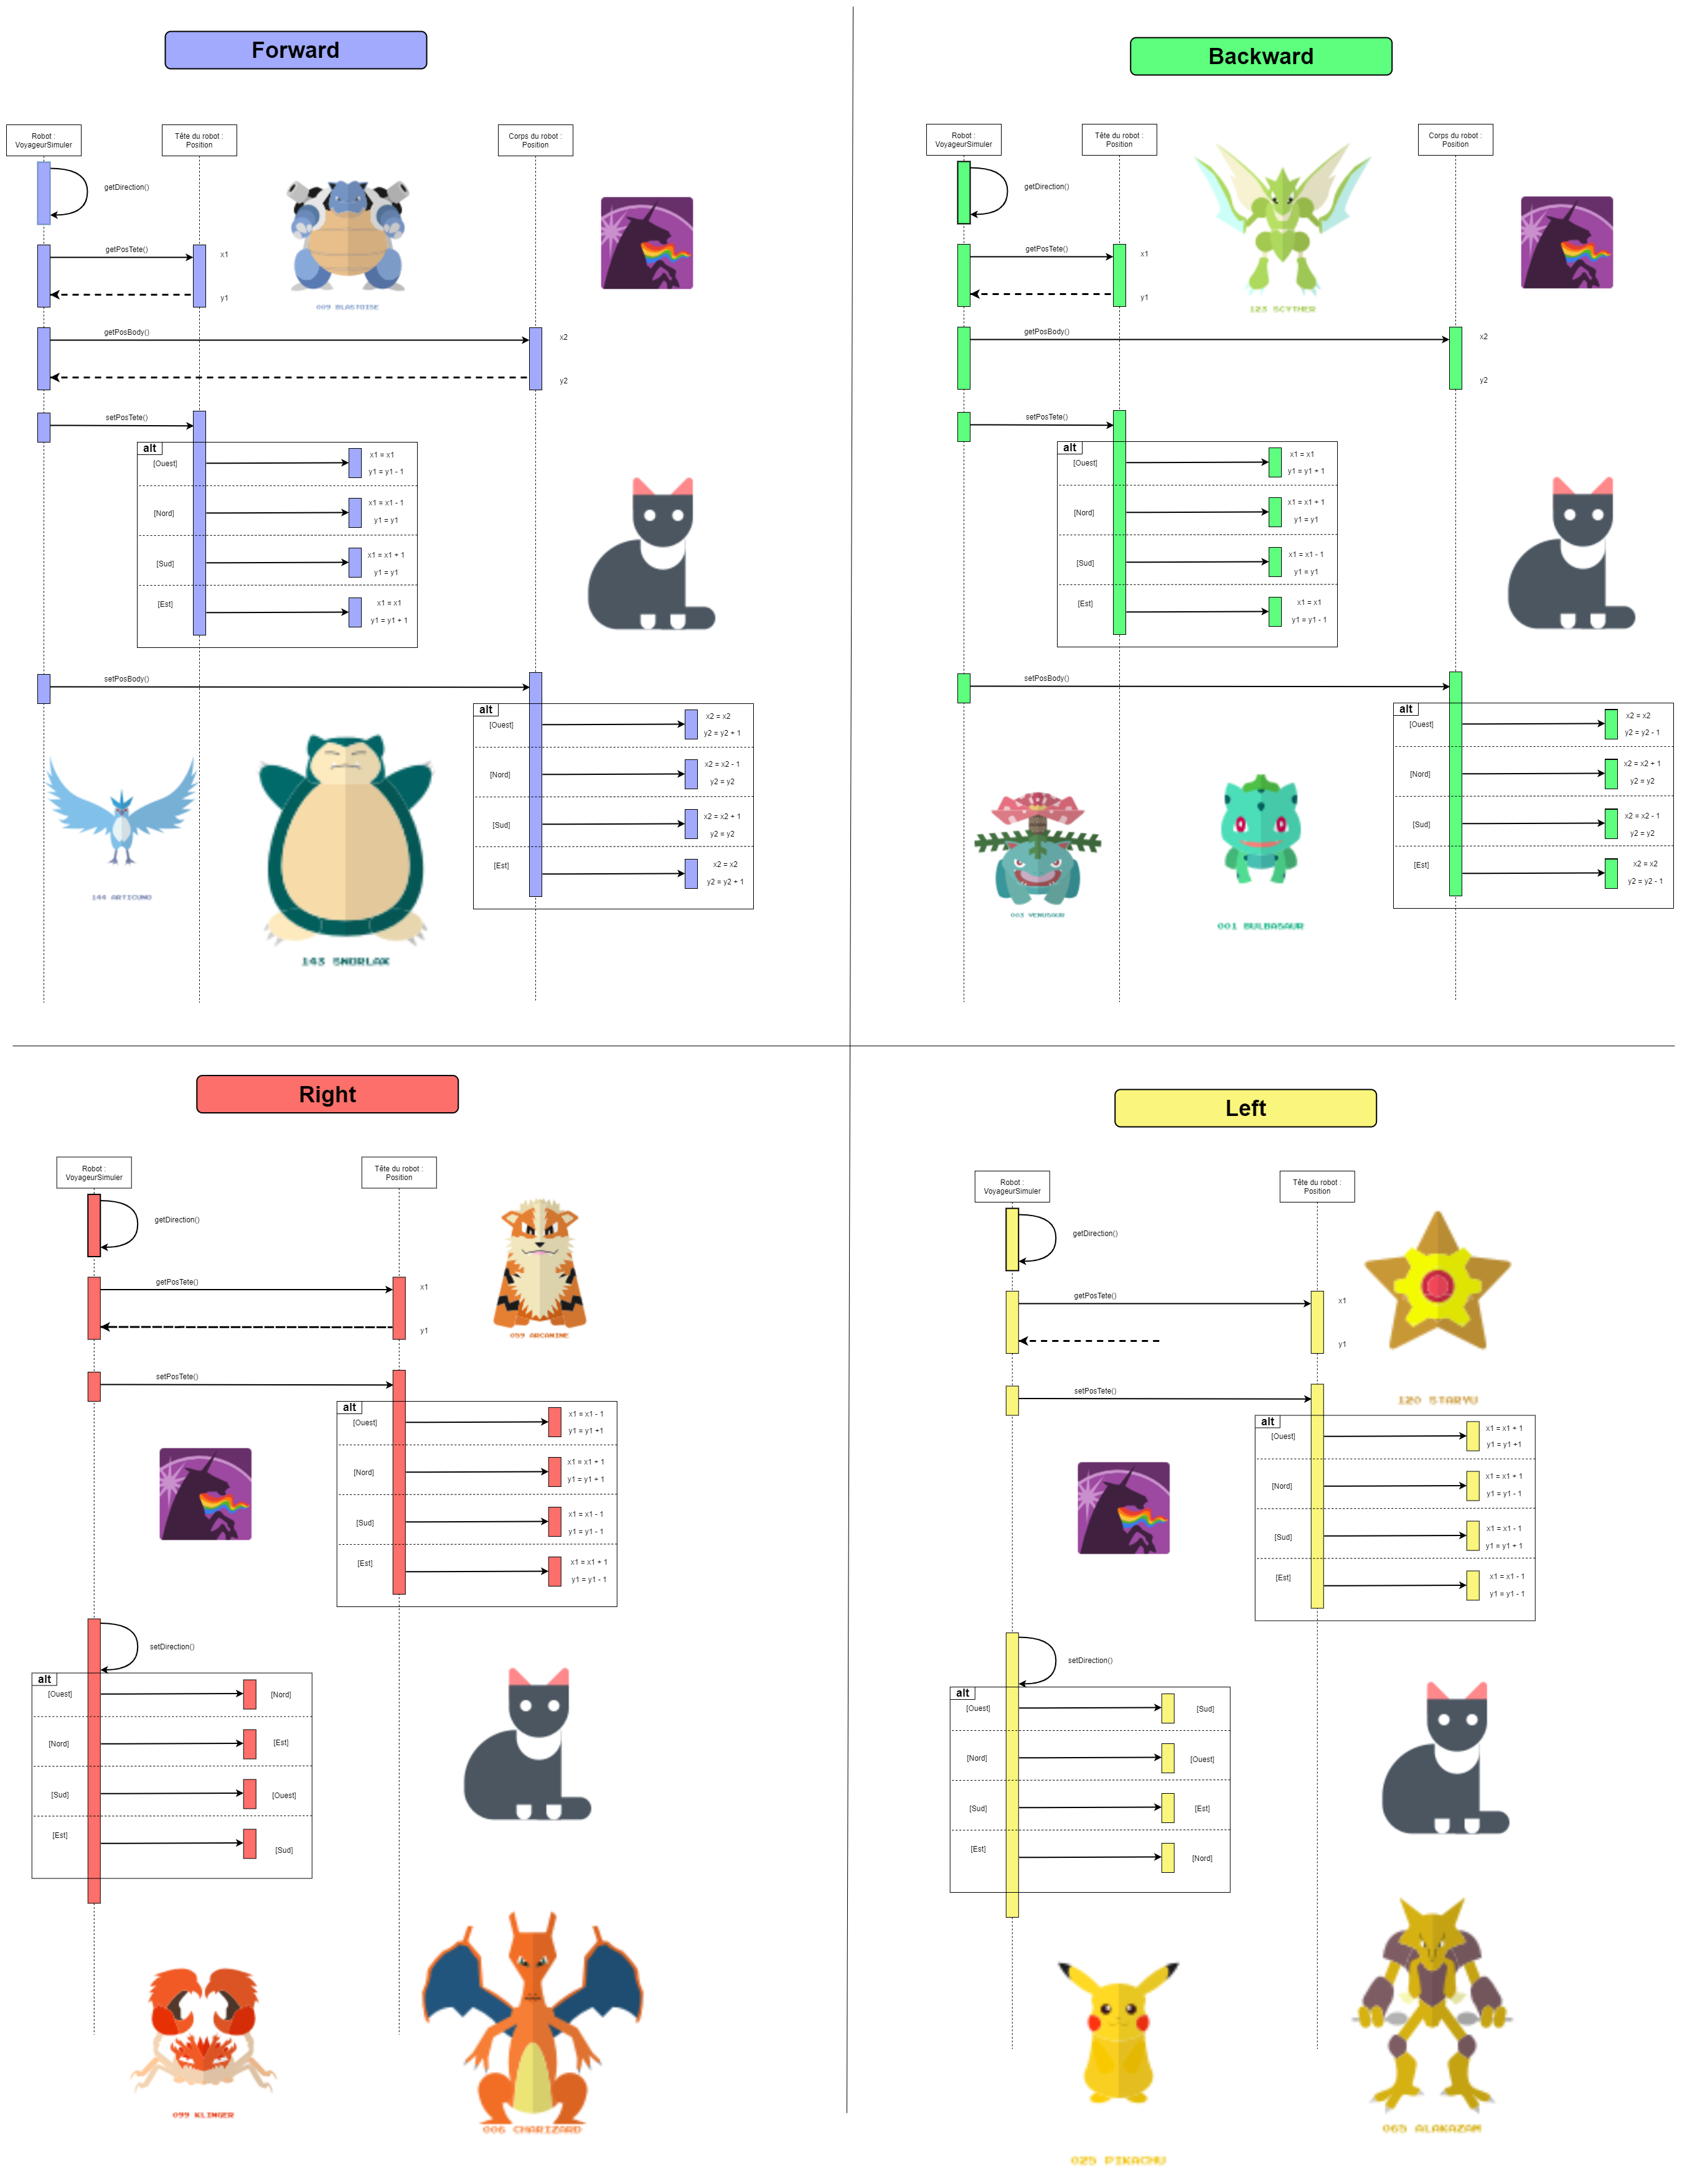 Forward
Robot :
VoyageurSimuler
Tête du robot :
Position
Corps du robot :
Position
getDirection()
getPosTete()
x1
y1
009 BLASTOISE
getPosBody()
x2
y2
setPosTete()
alt
[Ouest]
x1 = x1
y1 = y1 - 1
[Nord]
x1 = x1 - 1
y1 = y1
[Sud]
x1 = x1 + 1
y1 = y1
[Est]
x1 = x1
y1 = y1 + 1
setPosBody()
alt
[Ouest]
x2 = x2
y2 = y2 + 1
[Nord]
x2 = x2 - 1
y2 = y2
[Sud]
x2 = x2 + 1
y2 = y2
[Est]
x2 = x2
y2 = y2 + 1
144 ARTICUNO
143 SNORLAX
Backward
Robot :
VoyageurSimuler
Tête du robot :
Position
Corps du robot :
Position
getDirection()
getPosTete()
x1
y1
123 SCYTHER
getPosBody()
x2
y2
setPosTete()
alt
[Ouest]
x1 = x1
y1 = y1 + 1
[Nord]
x1 = x1 + 1
y1 = y1
[Sud]
x1 = x1 - 1
y1 = y1
[Est]
x1 = x1
y1 = y1 - 1
setPosBody()
alt
[Ouest]
x2 = x2
y2 = y2 - 1
[Nord]
x2 = x2 + 1
y2 = y2
[Sud]
x2 = x2 - 1
y2 = y2
[Est]
x2 = x2
y2 = y2 - 1
003 VENUSAUR
001 BULBASAUR
Right
Robot :
VoyageurSimuler
Tête du robot :
Position
getDirection()
getPosTete()
x1
y1
059 ARCANINE
setPosTete()
alt
[Ouest]
x1 = x1 - 1
y1 = y1 +1
[Nord]
x1 = x1 + 1
y1 = y1 + 1
[Sud]
x1 = x1 - 1
y1 = y1 - 1
[Est]
x1 = x1 + 1
y1 = y1 - 1
setDirection()
alt
[Ouest]
[Nord]
[Nord]
[Est]
[Sud]
[Ouest]
[Est]
[Sud]
099 KLINGER
006 CHARIZARD
Left
Robot :
VoyageurSimuler
Tête du robot :
Position
getDirection()
getPosTete()
x1
y1
setPosTete()
120 STARYU
alt
[Ouest]
x1 = x1 + 1
y1 = y1 +1
[Nord]
x1 = x1 + 1
y1 = y1 - 1
[Sud]
x1 = x1 - 1
y1 = y1 + 1
[Est]
x1 = x1 - 1
y1 = y1 - 1
setDirection()
alt
[Ouest]
[Sud]
[Nord]
[Ouest]
[Sud]
[Est]
[Est]
[Nord]
025 PIKACHU
065 ALAKAZAM